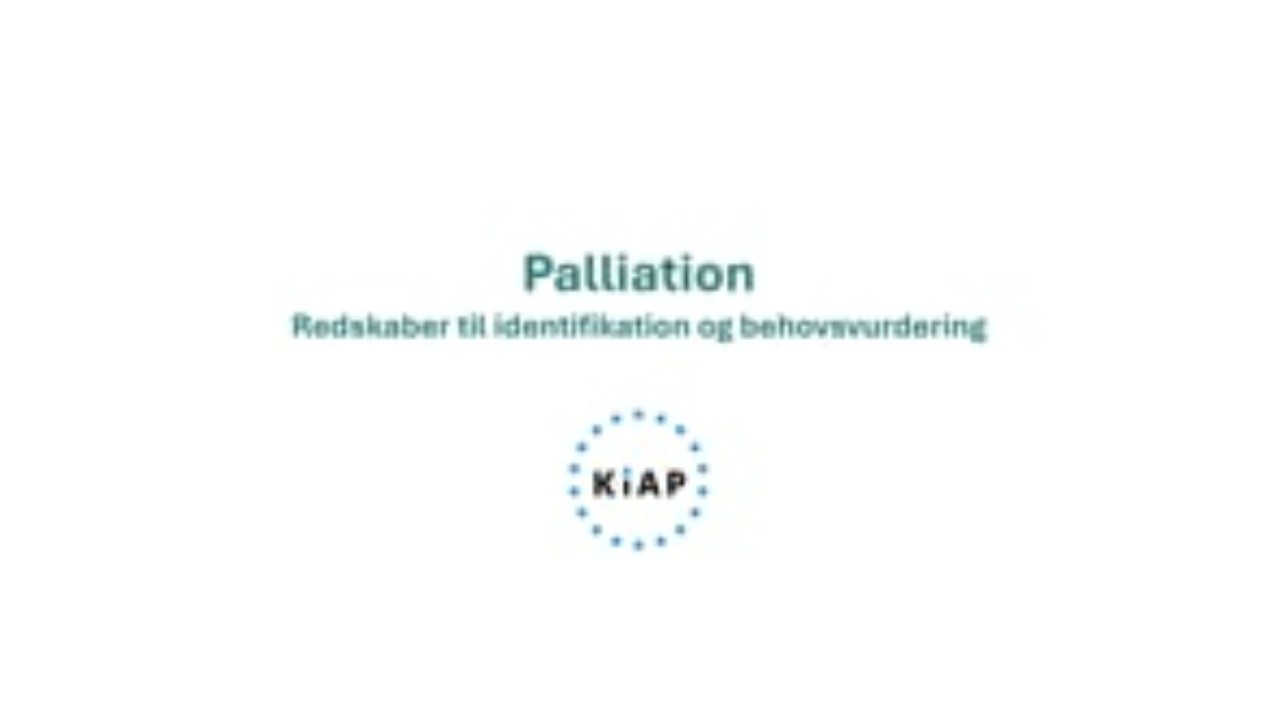 Palliation
Redskaber til identifikation og behovsvurdering
KiAP